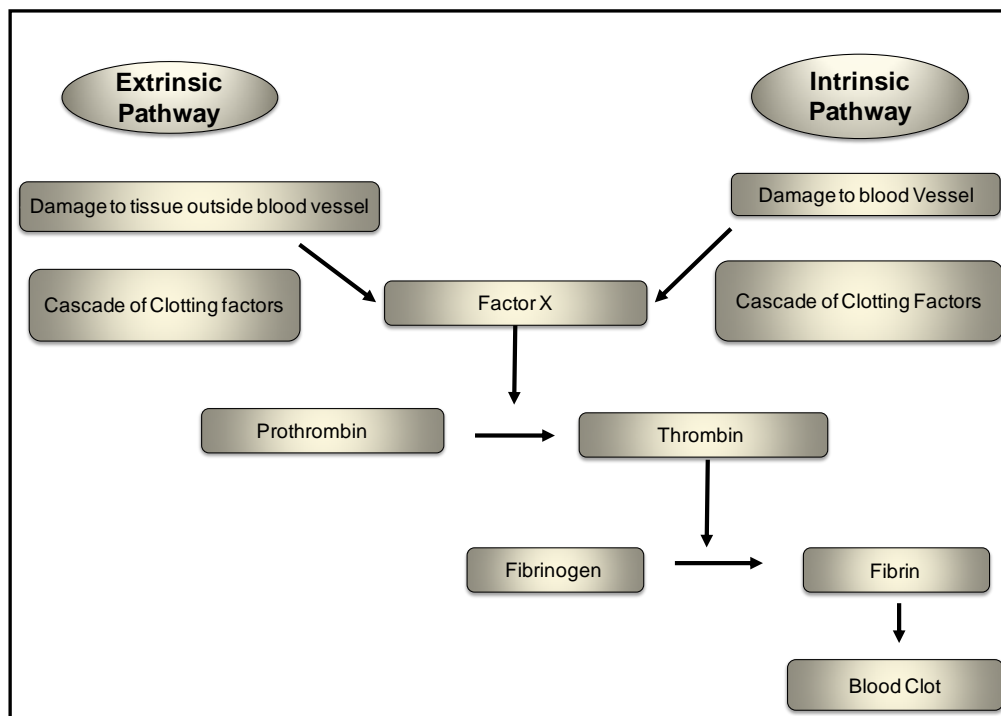 Extrinsic
Pathway
Intrinsic
Pathway
Damage to tissue outside blood vessel
Damage to blood Vessel
Cascade of Clotting factors
Factor X
Cascade of Clotting Factors
Prothrombin
Thrombin
Fibrinogen
Fibrin
Blood Clot